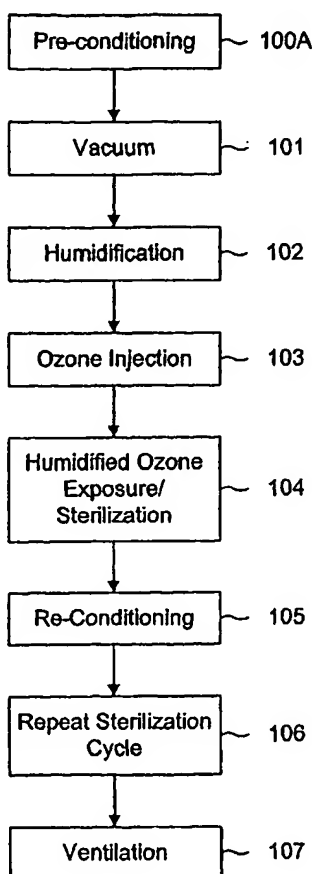 Pre-conditioning 100A
Vacuum 101
Humidification 102
Ozone Injection 103
Humidified Ozone
Exposure/ 104
Sterilization
Re-Conditioning 105
Repeat Sterilization 106
Cycle
Ventilation 107